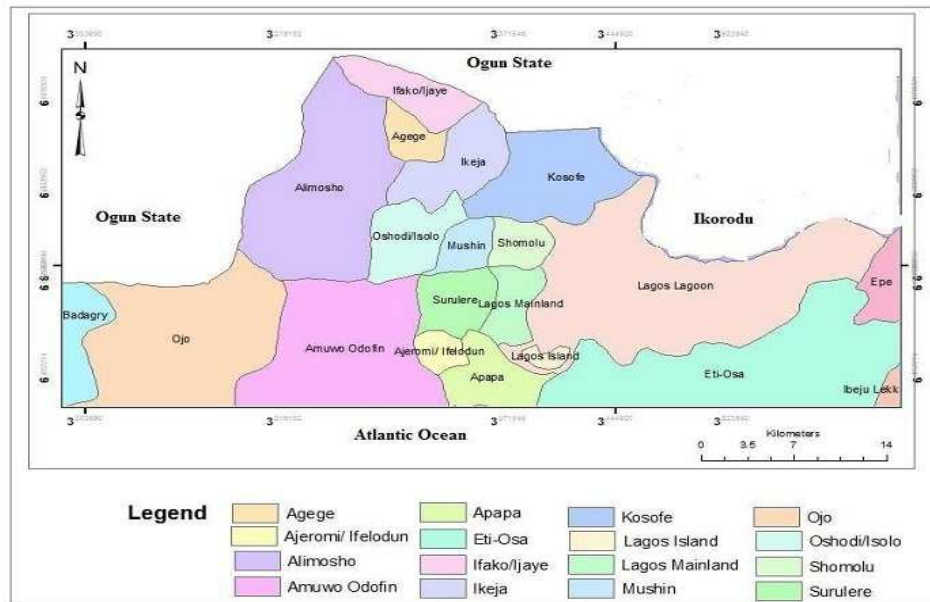 Ogun State
N
Ifako/Ijaye
Agege
Ikeja
Kosofe
Alimosho
Ogun State
Ikorodu
Oshodi/Isolo
Mushin
Shomolu
Epe
Lagos Lagoon
Badagry
Surulere
Lagos Mainland
Ojo
Amuwo Odofin
Ajeromi/ Ifelodun
Lagos Island
Apapa
Eti-Osa
Ibeju Lekk
Atlantic Ocean
Kilometers
0 3.5 7 14
Legend
Agege
Ajeromi/ Ifelodun
Alimosho
Amuwo Odofin
Apapa
Eti-Osa
Ifako/Ijaye
Ikeja
Kosofe
Lagos Island
Lagos Mainland
Mushin
Ojo
Oshodi/Isolo
Shomolu
Surulere